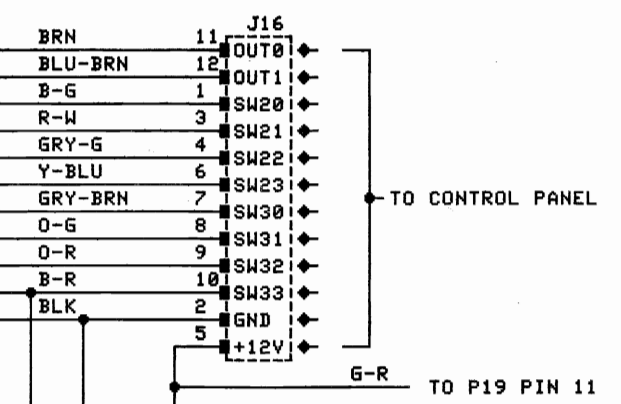 J16
BRN 11 OUT0
BLU-BRN 12 OUT1
B-G 1 SW20
R-W 3 SW21
GRY-G 4 SW22
Y-BLU 6 SW23
GRY-BRN 7 SW30
TO CONTROL PANEL
O-G 8 SW31
O-R 9 SW32
B-R 10 SW33
BLK 2 GND
5 +12V
G-R TO P19 PIN 11